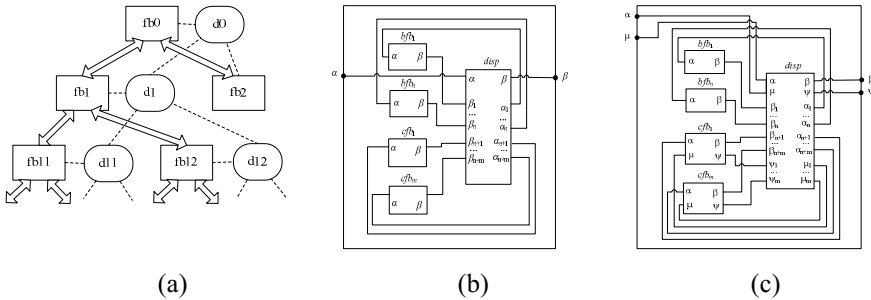 fb0
d0
fb1
d1
fb2
fb11
d11
fb12
d12
(a)
bfb1
α β
bfbn
α β
cfb1
α β
cfbm
α β
disp
α β
β1 α1
... ...
βn αn
βn+1 αn+1
... ...
βn+m αn+m
α
β
(b)
α
μ
bfb1
α β
bfbn
α β
cfb1
α β
μ ψ
cfbm
α β
μ ψ
disp
α β
μ ψ
β1 α1
... ...
βn αn
βn+1 αn+1
... ...
βn+m αn+m
ψ1 μ1
... ...
ψm μm
β
ψ
(c)